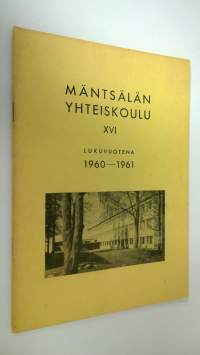 MÄNTSÄLÄN
YHTEISKOULU
XVI
LUKUVUOTENA
1960—1961